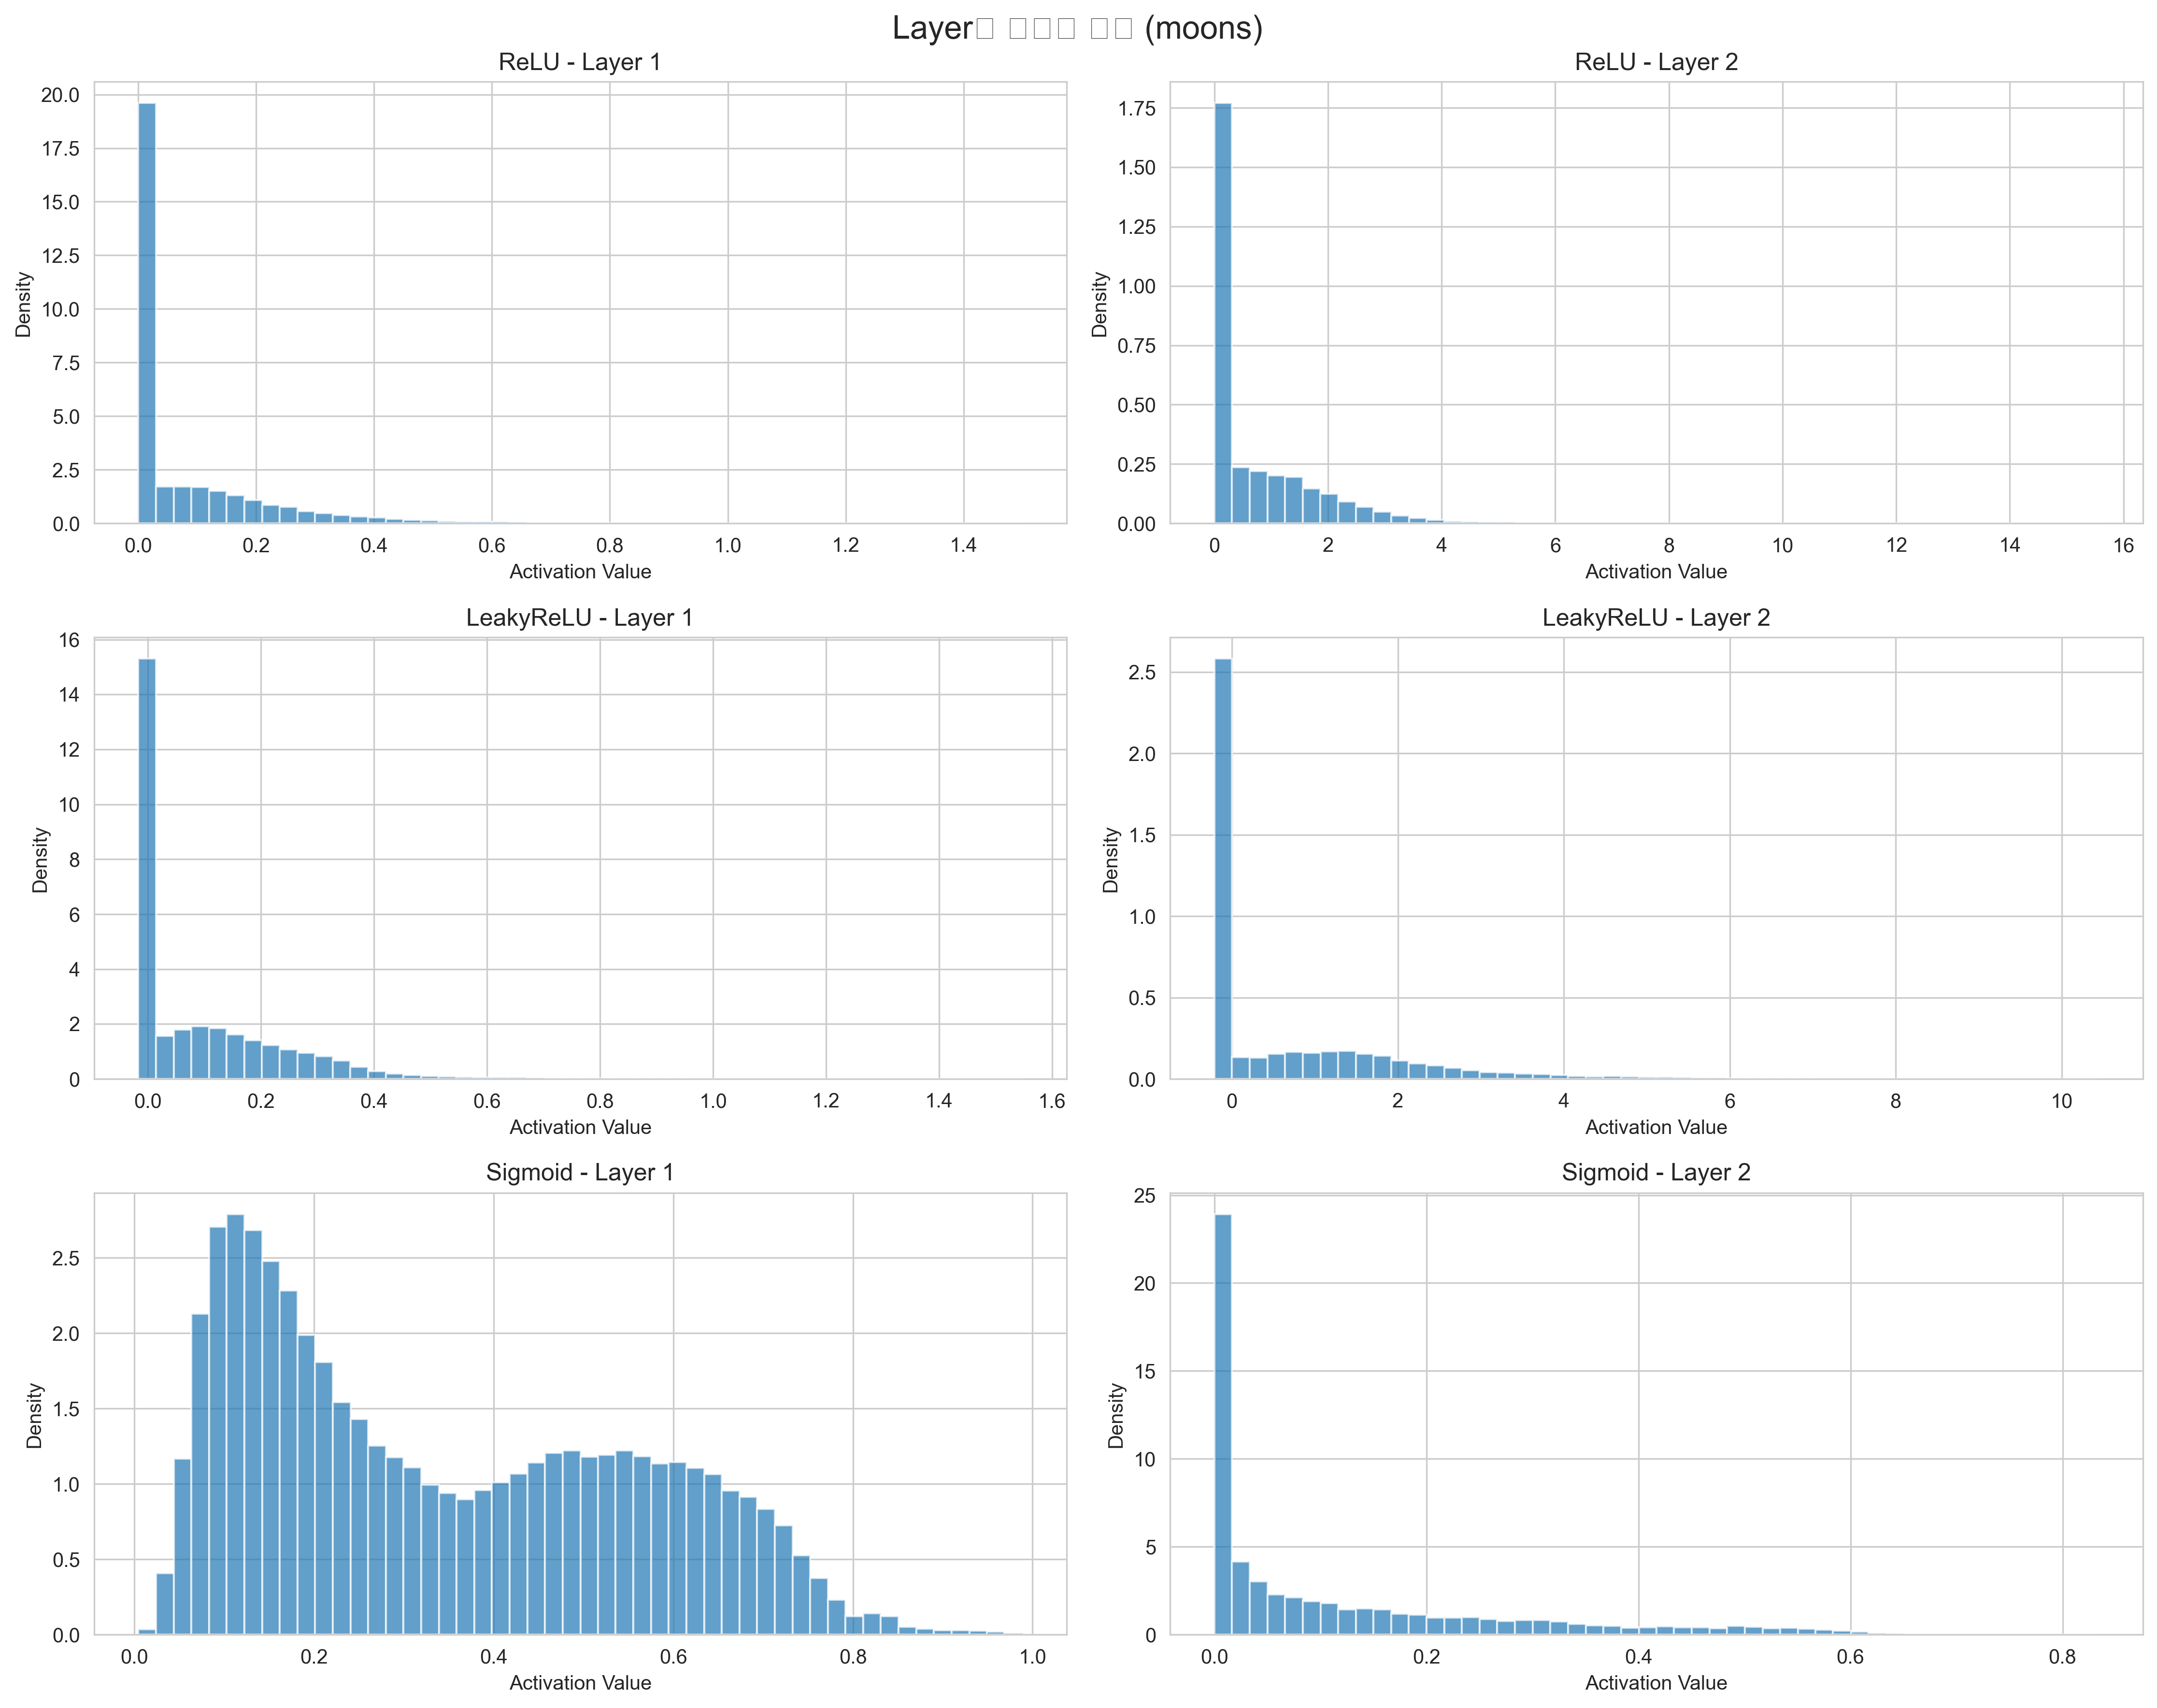 Layer (moons)
ReLU - Layer 1
ReLU - Layer 2
20.0
17.5
15.0
12.5
10.0
7.5
5.0
2.5
0.0
Density
0.0 0.2 0.4 0.6 0.8 1.0 1.2 1.4
Activation Value
1.75
1.50
1.25
1.00
0.75
0.50
0.25
0.00
Density
0 2 4 6 8 10 12 14 16
Activation Value
LeakyReLU - Layer 1
LeakyReLU - Layer 2
16
14
12
10
8
6
4
2
0
Density
0.0 0.2 0.4 0.6 0.8 1.0 1.2 1.4 1.6
Activation Value
2.5
2.0
1.5
1.0
0.5
0.0
Density
0 2 4 6 8 10
Activation Value
Sigmoid - Layer 1
Sigmoid - Layer 2
2.5
2.0
1.5
1.0
0.5
0.0
Density
0.0 0.2 0.4 0.6 0.8 1.0
Activation Value
25
20
15
10
5
0
Density
0.0 0.2 0.4 0.6 0.8
Activation Value